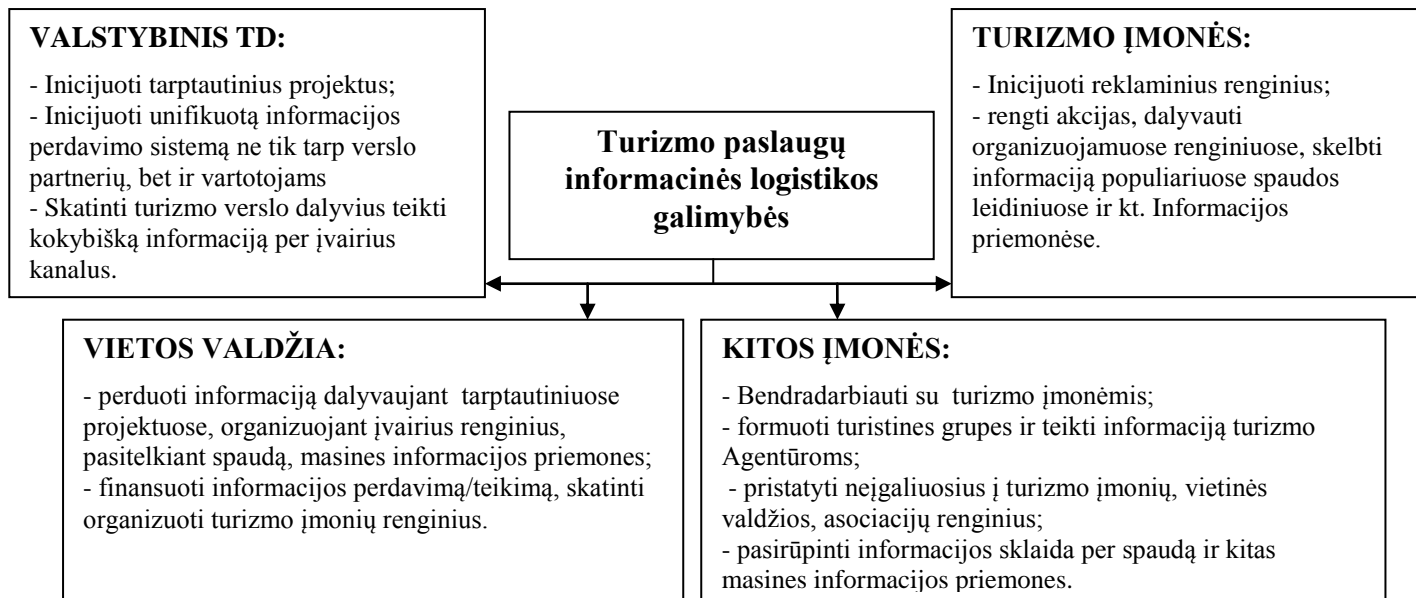 VALSTYBINIS TD:
- Inicijuoti tarptautinius projektus;
- Inicijuoti unifikuotą informacijos
perdavimo sistemą ne tik tarp verslo
partnerių, bet ir vartotojams
- Skatinti turizmo verslo dalyvius teikti
kokybišką informaciją per įvairius
kanalus.
Turizmo paslaugų
informacinės logistikos
galimybės
TURIZMO ĮMONĖS:
- Inicijuoti reklaminius renginius;
- rengti akcijas, dalyvauti
organizuojamuose renginiuose, skelbti
informaciją populiariuose spaudos
leidiniuose ir kt. Informacijos
priemonėse.
VIETOS VALDŽIA:
- perduoti informaciją dalyvaujant tarptautiniuose
projektuose, organizuojant įvairius renginius,
pasitelkiant spaudą, masines informacijos priemones;
- finansuoti informacijos perdavimą/teikimą, skatinti
organizuoti turizmo įmonių renginius.
KITOS ĮMONĖS:
- Bendradarbiauti su turizmo įmonėmis;
- formuoti turistines grupes ir teikti informaciją turizmo
Agentūroms;
- pristatyti neįgaliuosius į turizmo įmonių, vietinės
valdžios, asociacijų renginius;
- pasirūpinti informacijos sklaida per spaudą ir kitas
masines informacijos priemones.